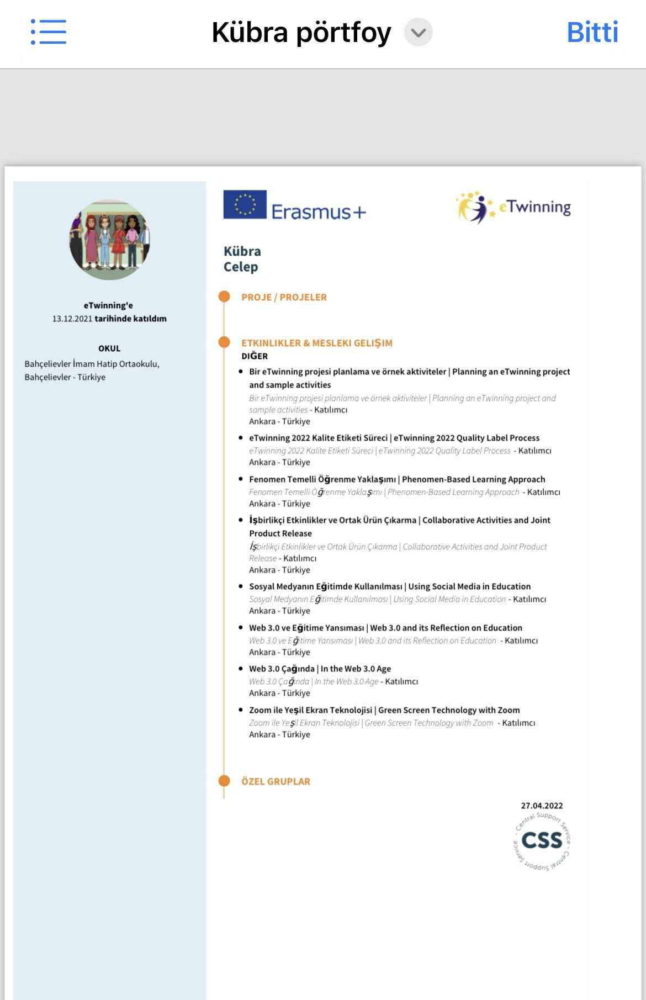 Kübra pörtfoy
Bitti
eTwinning'e
13.12.2021 tarihinde katıldım
OKUL
Bahçelievler İmam Hatip Ortaokulu,
Bahçelievler - Türkiye
Erasmus+
eTwinning
Kübra
Celep
PROJE / PROJELER
ETKINLIKLER & MESLEKI GELIŞIM
DIĞER
Bir eTwinning projesi planlama ve örnek aktiviteler | Planning an eTwinning project
and sample activities
Bir eTwinning projesi planlama ve örnek aktiviteler | Planning an eTwinning project and
sample activities - Katılımcı
Ankara - Türkiye
eTwinning 2022 Kalite Etiketi Süreci | eTwinning 2022 Quality Label Process
eTwinning 2022 Kalite Etiketi Süreci | eTwinning 2022 Quality Label Process - Katılımcı
Ankara - Türkiye
Fenomen Temelli Öğrenme Yaklaşımı | Phenomen-Based Learning Approach
Fenomen Temelli Öğrenme Yaklaşımı | Phenomen-Based Learning Approach - Katılımcı
Ankara - Türkiye
İşbirlikçi Etkinlikler ve Ortak Ürün Çıkarma | Collaborative Activities and Joint
Product Release
İşbirlikçi Etkinlikler ve Ortak Ürün Çıkarma | Collaborative Activities and Joint Product
Release - Katılımcı
Ankara - Türkiye
Sosyal Medyanın Eğitimde Kullanılması | Using Social Media in Education
Sosyal Medyanın Eğitimde Kullanılması | Using Social Media in Education - Katılımcı
Ankara - Türkiye
Web 3.0 ve Eğitime Yansıması | Web 3.0 and its Reflection on Education
Web 3.0 ve Eğitime Yansıması | Web 3.0 and its Reflection on Education - Katılımcı
Ankara - Türkiye
Web 3.0 Çağında | In the Web 3.0 Age
Web 3.0 Çağında | In the Web 3.0 Age - Katılımcı
Ankara - Türkiye
Zoom ile Yeşil Ekran Teknolojisi | Green Screen Technology with Zoom
Zoom ile Yeşil Ekran Teknolojisi | Green Screen Technology with Zoom - Katılımcı
Ankara - Türkiye
ÖZEL GRUPLAR
27.04.2022
- Central Support Service - Central Support Service
CSS